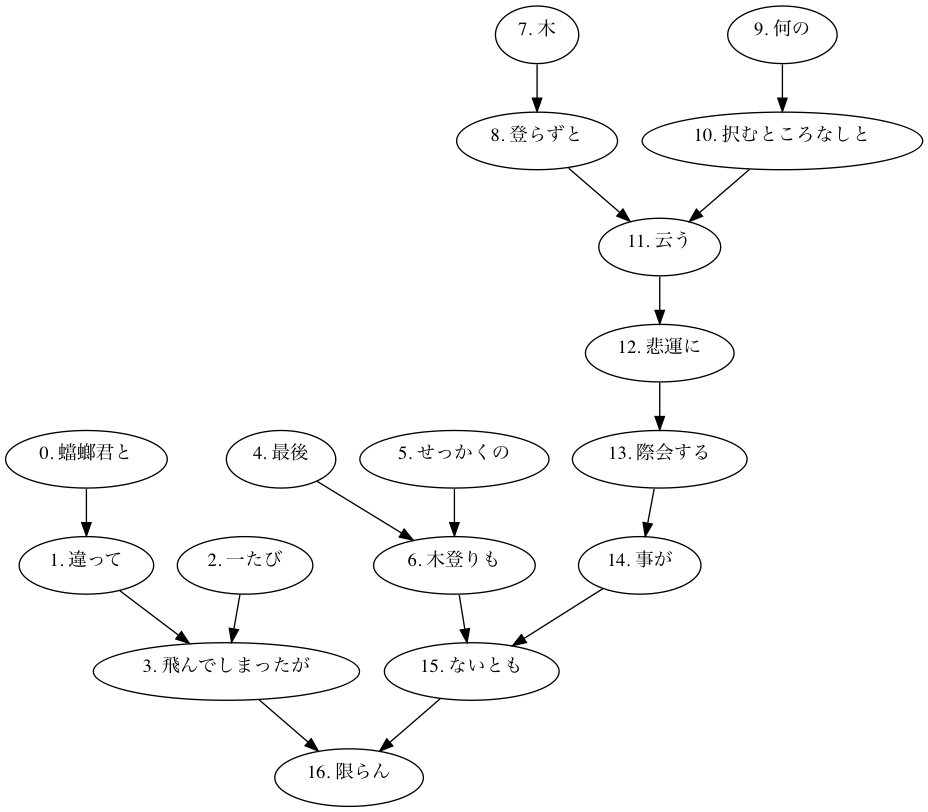 7. 木
9. 何の
8. 登らずと
10. 択むところなしと
11. 云う
12. 悲運に
0. 蟷螂君と
4. 最後
5. せっかくの
13. 際会する
1. 違って
2. 一たび
6. 木登りも
14. 事が
3. 飛んでしまったが
15. ないとも
16. 限らん